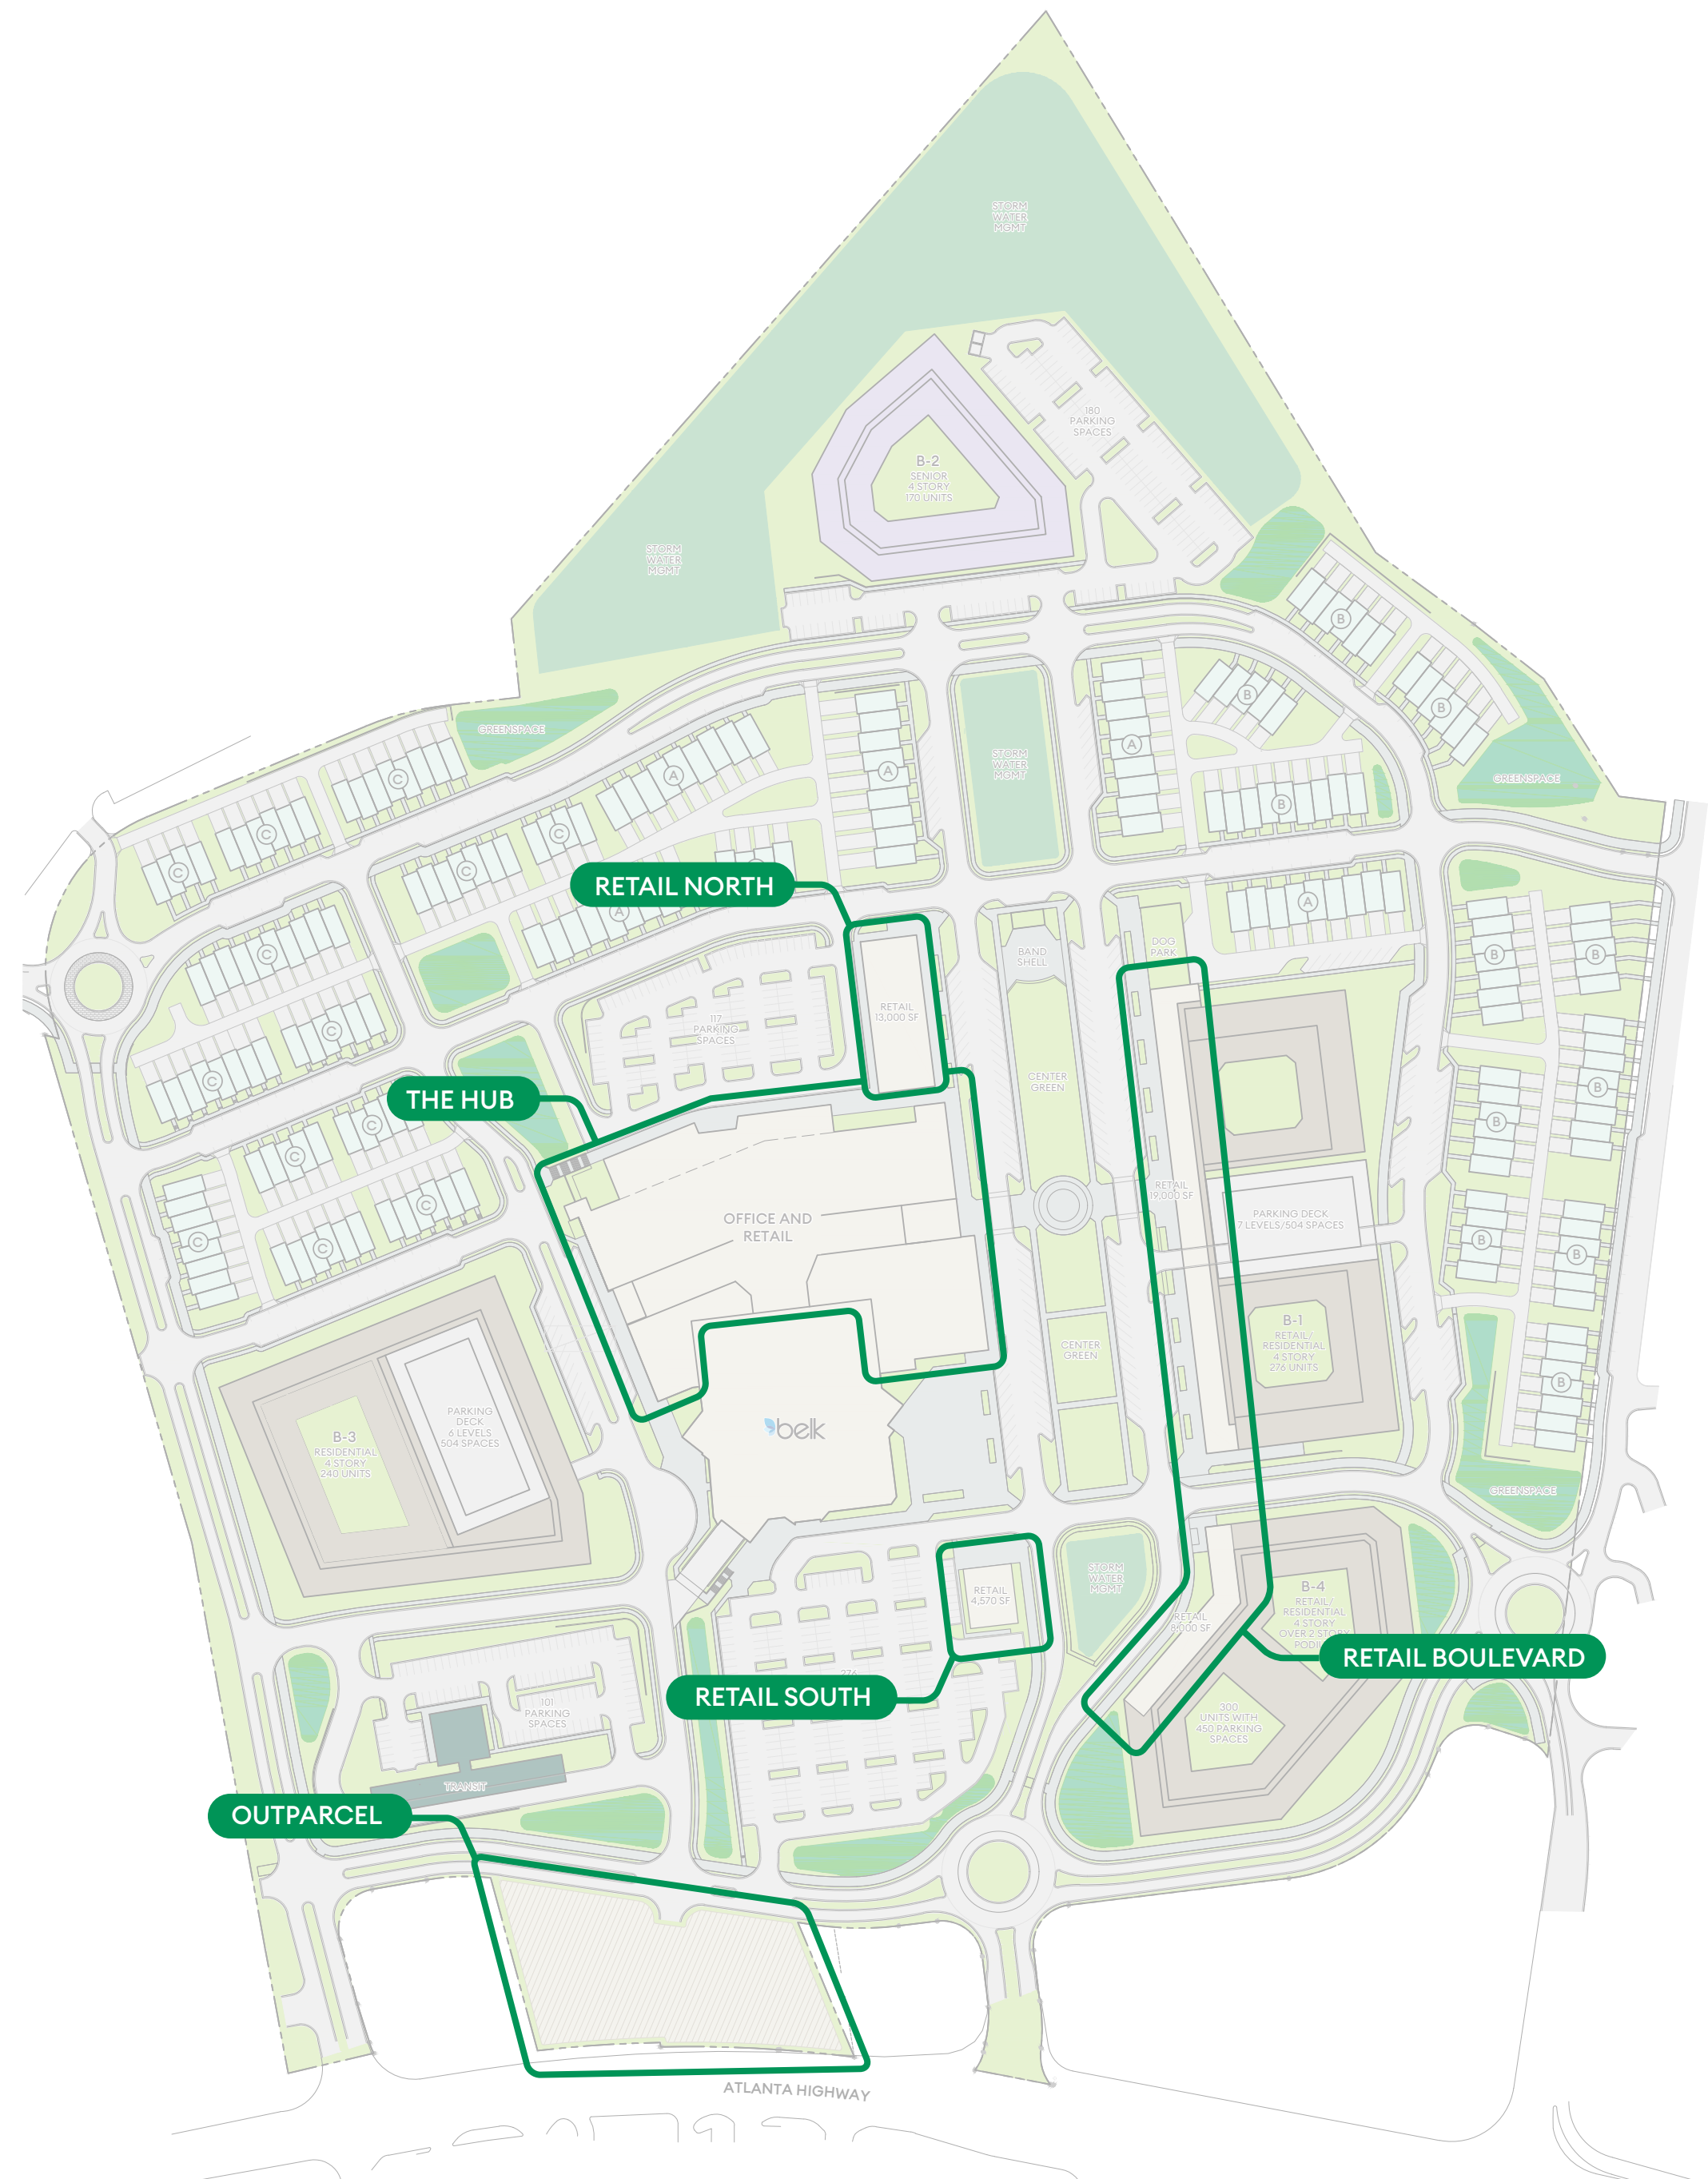 STORM
WATER
MGMT
180
PARKING
SPACES
B-2
SENIOR
4 STORY
170 UNITS
STORM
WATER
MGMT
B
B
B
GREENSPACE
A
STORM
WATER
MGMT
A
A
C
GREENSPACE
B
C
C
C
C
A
A
RETAIL NORTH
DOG
PARK
BAND
SHELL
C
B
B
RETAIL
13,000 SF
117
PARKING
SPACES
C
C
CENTER
GREEN
B
THE HUB
C
C
B
RETAIL
19,000 SF
PARKING DECK
7 LEVELS/504 SPACES
C
OFFICE AND
RETAIL
C
C
B
B
B-1
RETAIL/
RESIDENTIAL
4 STORY
276 UNITS
CENTER
GREEN
B
PARKING
DECK
6 LEVELS
504 SPACES
belk
B-3
RESIDENTIAL
4 STORY
240 UNITS
GREENSPACE
STORM
WATER
MGMT
RETAIL
4,570 SF
B-4
RETAIL/
RESIDENTIAL
4 STORY
OVER 2 STORY
RETAIL
8,000 SF
RETAIL BOULEVARD
RETAIL SOUTH
101
PARKING
SPACES
300
UNITS WITH
450 PARKING
SPACES
TRANSIT
OUTPARCEL
ATLANTA HIGHWAY